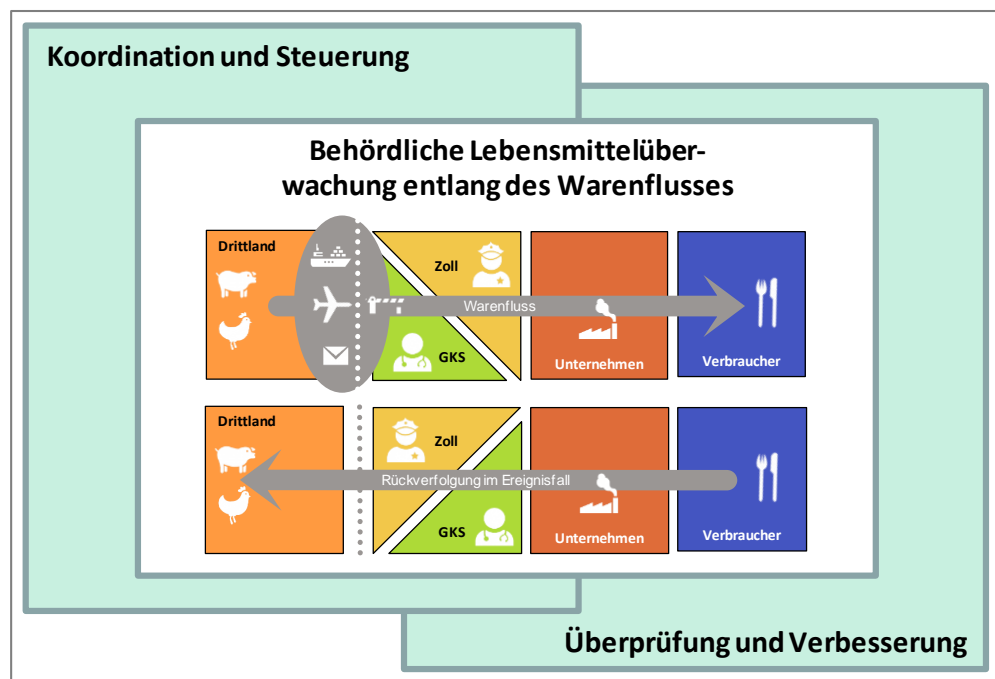 Koordination und Steuerung
Behördliche Lebensmittelüber-
wachung entlang des Warenflusses
Drittland
Zoll
Warenfluss
GKS
Unternehmen
Verbraucher
Drittland
Zoll
Rückverfolgung im Ereignisfall
GKS
Unternehmen
Verbraucher
Überprüfung und Verbesserung